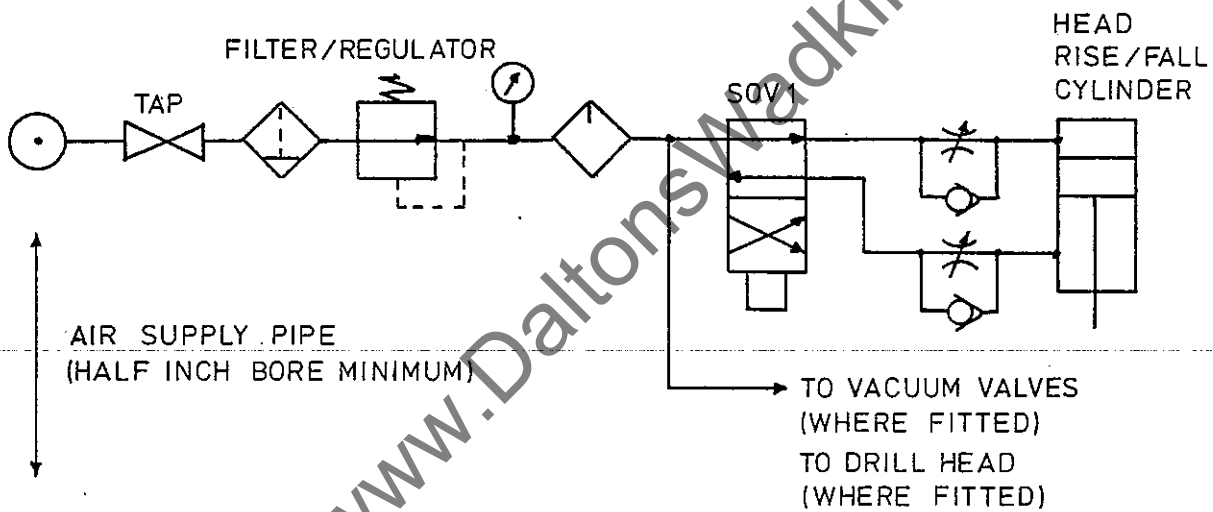 HEAD
RISE/FALL
CYLINDER
FILTER/REGULATOR
TAP
SOV1
AIR SUPPLY PIPE
(HALF INCH BORE MINIMUM)
TO VACUUM VALVES
(WHERE FITTED)
TO DRILL HEAD
(WHERE FITTED)
www.DaltonsWadki